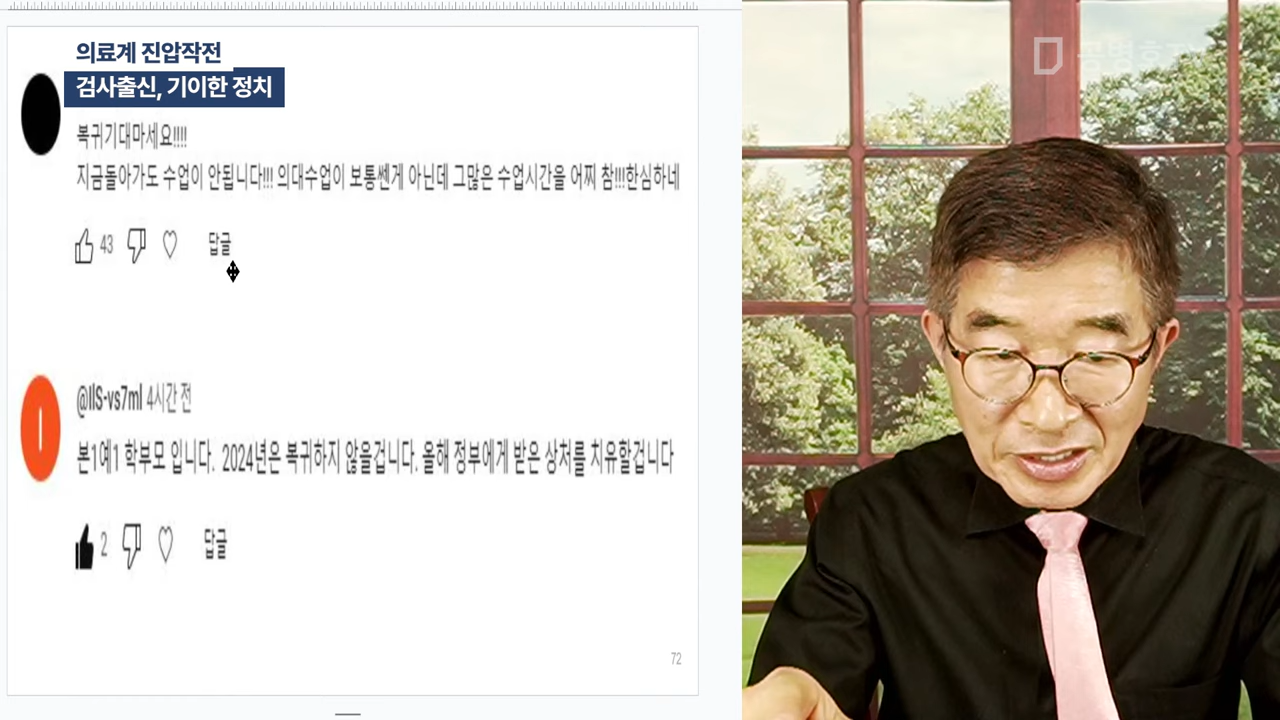 의료계 진압작전
검사출신, 기이한 정치
복귀기대마세요!!!!
지금돌아가도 수업이 안됩니다!!! 의대수업이 보통쎈게 아닌데 그많은 수업시간을 어찌 참!!!한심하네
43 답글
@IIS-vs7ml 4시간 전
본1예1 학부모 입니다. 2024년은 복귀하지 않을겁니다. 올해 정부에게 받은 상처를 치유할겁니다
2 답글
72